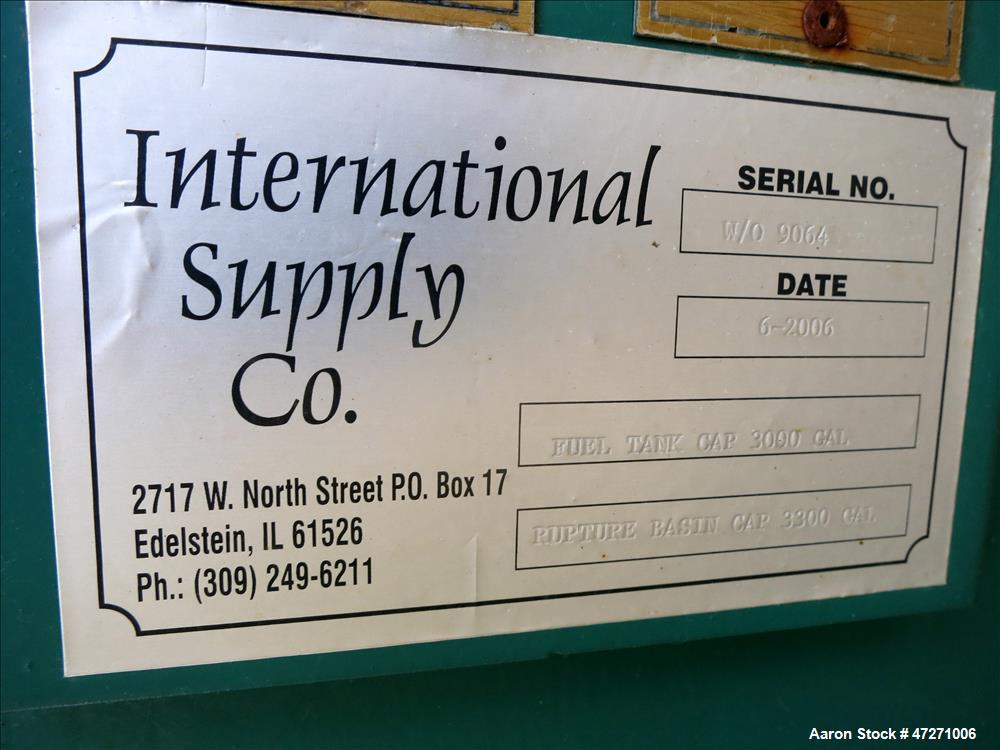 International
Supply
Co.
2717 W. North Street P.O. Box 17
Edelstein, IL 61526
Ph.: (309) 249-6211
SERIAL NO.
W/O 9064
DATE
6-2006
FUEL TANK CAP 3000 GAL
RUPTURE BASIN CAP 3300 GAL
Aaron Stock # 47271006